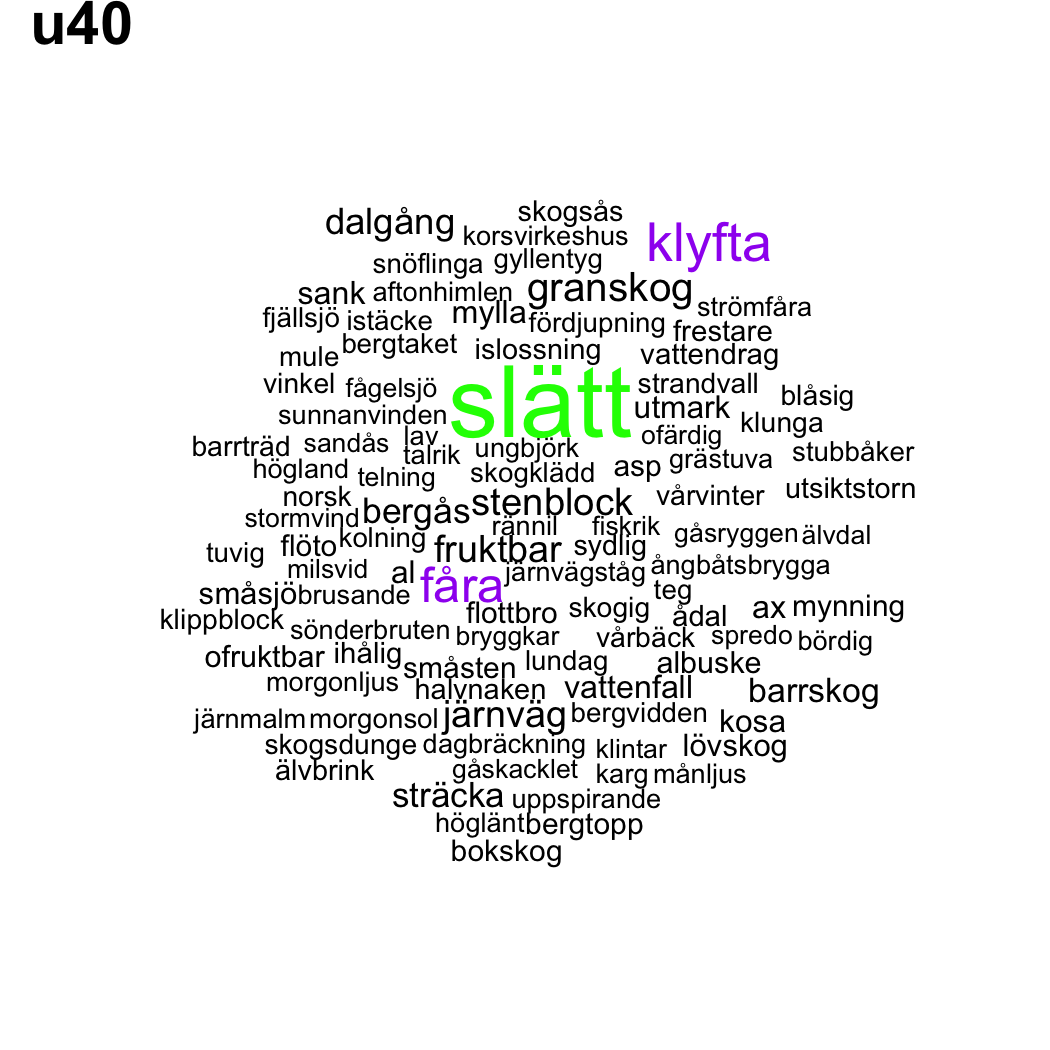 u40
skogsås
dalgång
korsvirkeshus klyfta
snöflinga gyllentyg
sank aftonhimlen granskog strömfåra
fjällsjö istäcke mylla fördjupning frestare
mule bergtaket islossning vattendrag
vinkel fågelsjö slätt strandvall blåsig
sunnanvinden utmark klunga
barrträd sandås lav talrik ungbjörk ofärdig grästuva stubbåker
högland telning skogklädd asp
norsk bergås stenblock vårvinter utsiktstorn
stormvind kolning rännil fiskrik gåsryggen älvdal
tuvig flöto fruktbar sydlig
milsvid al fåra järnvägståg ångbåtsbrygga
småsjö brusande teg
klippblock flottbro skogig ådal ax mynning
sönderbruten bryggkar vårbäck spredo bördig
ofruktbar ihålig småsten lundag albuske
morgonljus halvnaken vattenfall barrskog
järnmalm morgonsol järnväg bergvidden kosa
skogsdunge dagbräckning klintar lövskog
älvbrink gåskacklet karg månljus
sträcka uppspirande
höglänt bergtopp
bokskog